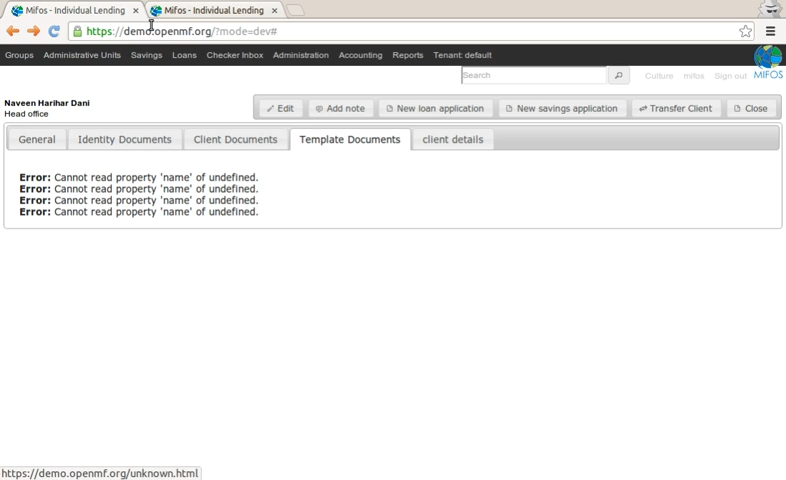 Mifos - Individual Lending
Mifos - Individual Lending
https://demo.openmf.org/?mode=dev#
Groups Administrative Units Savings Loans Checker Inbox Administration Accounting Reports Tenant: default
Search Culture mifos Sign out MIFOS
Naveen Harihar Dani
Head office
Edit Add note New loan application New savings application Transfer Client Close
General Identity Documents Client Documents Template Documents client details
Error: Cannot read property 'name' of undefined.
Error: Cannot read property 'name' of undefined.
Error: Cannot read property 'name' of undefined.
Error: Cannot read property 'name' of undefined.
https://demo.openmf.org/unknown.html